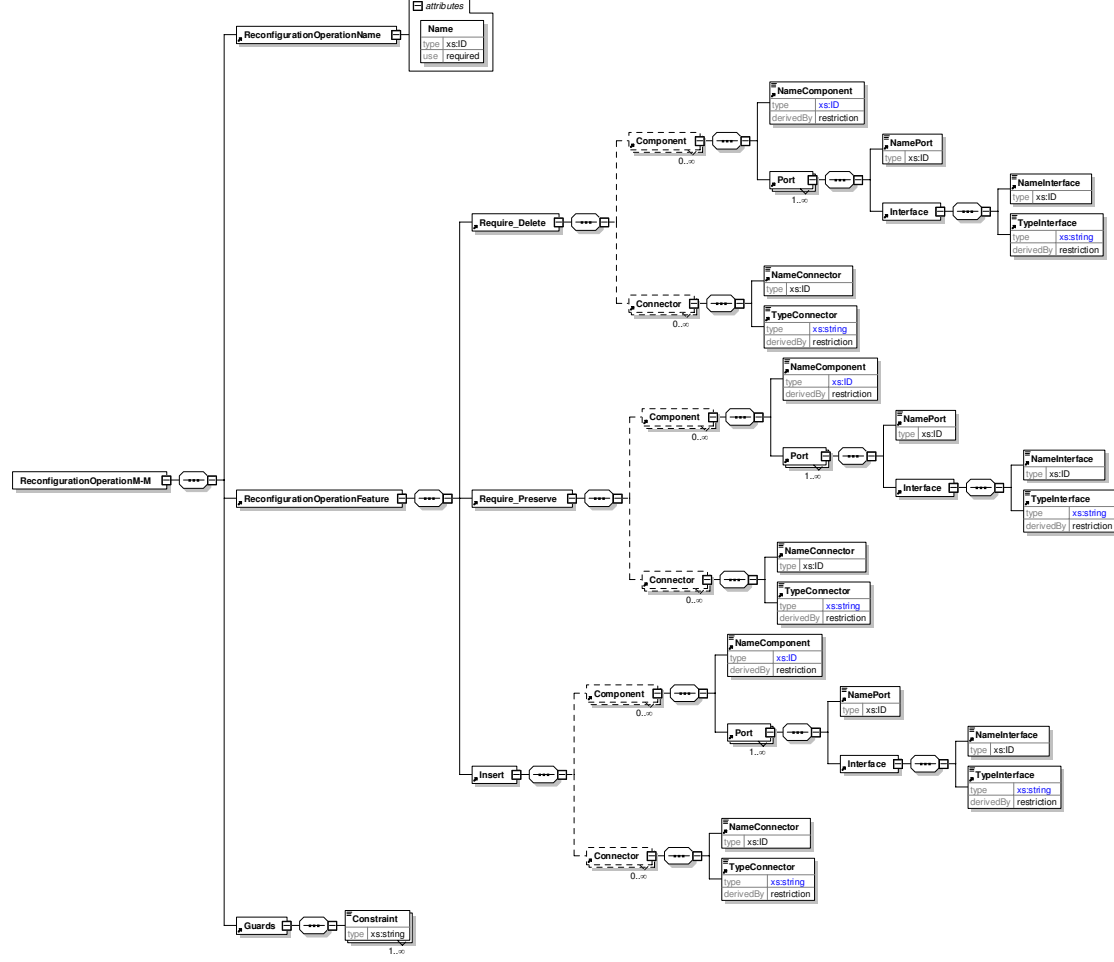 attributes
ReconfigurationOperationName
Name
type xs:ID
use required
NameComponent
type xs:ID
derivedBy restriction
Component
0..∞
NamePort
type xs:ID
Port
1..∞
NameInterface
type xs:ID
Interface
TypeInterface
type xs:string
derivedBy restriction
Require_Delete
NameConnector
type xs:ID
Connector
0..∞
TypeConnector
type xs:string
derivedBy restriction
NameComponent
type xs:ID
derivedBy restriction
Component
0..∞
NamePort
type xs:ID
Port
1..∞
NameInterface
type xs:ID
Interface
TypeInterface
type xs:string
derivedBy restriction
ReconfigurationOperationM-M
ReconfigurationOperationFeature
Require_Preserve
NameConnector
type xs:ID
Connector
0..∞
TypeConnector
type xs:string
derivedBy restriction
NameComponent
type xs:ID
derivedBy restriction
Component
0..∞
NamePort
type xs:ID
Port
1..∞
NameInterface
type xs:ID
Interface
TypeInterface
type xs:string
derivedBy restriction
Insert
NameConnector
type xs:ID
Connector
0..∞
TypeConnector
type xs:string
derivedBy restriction
Guards
Constraint
type xs:string
1..∞